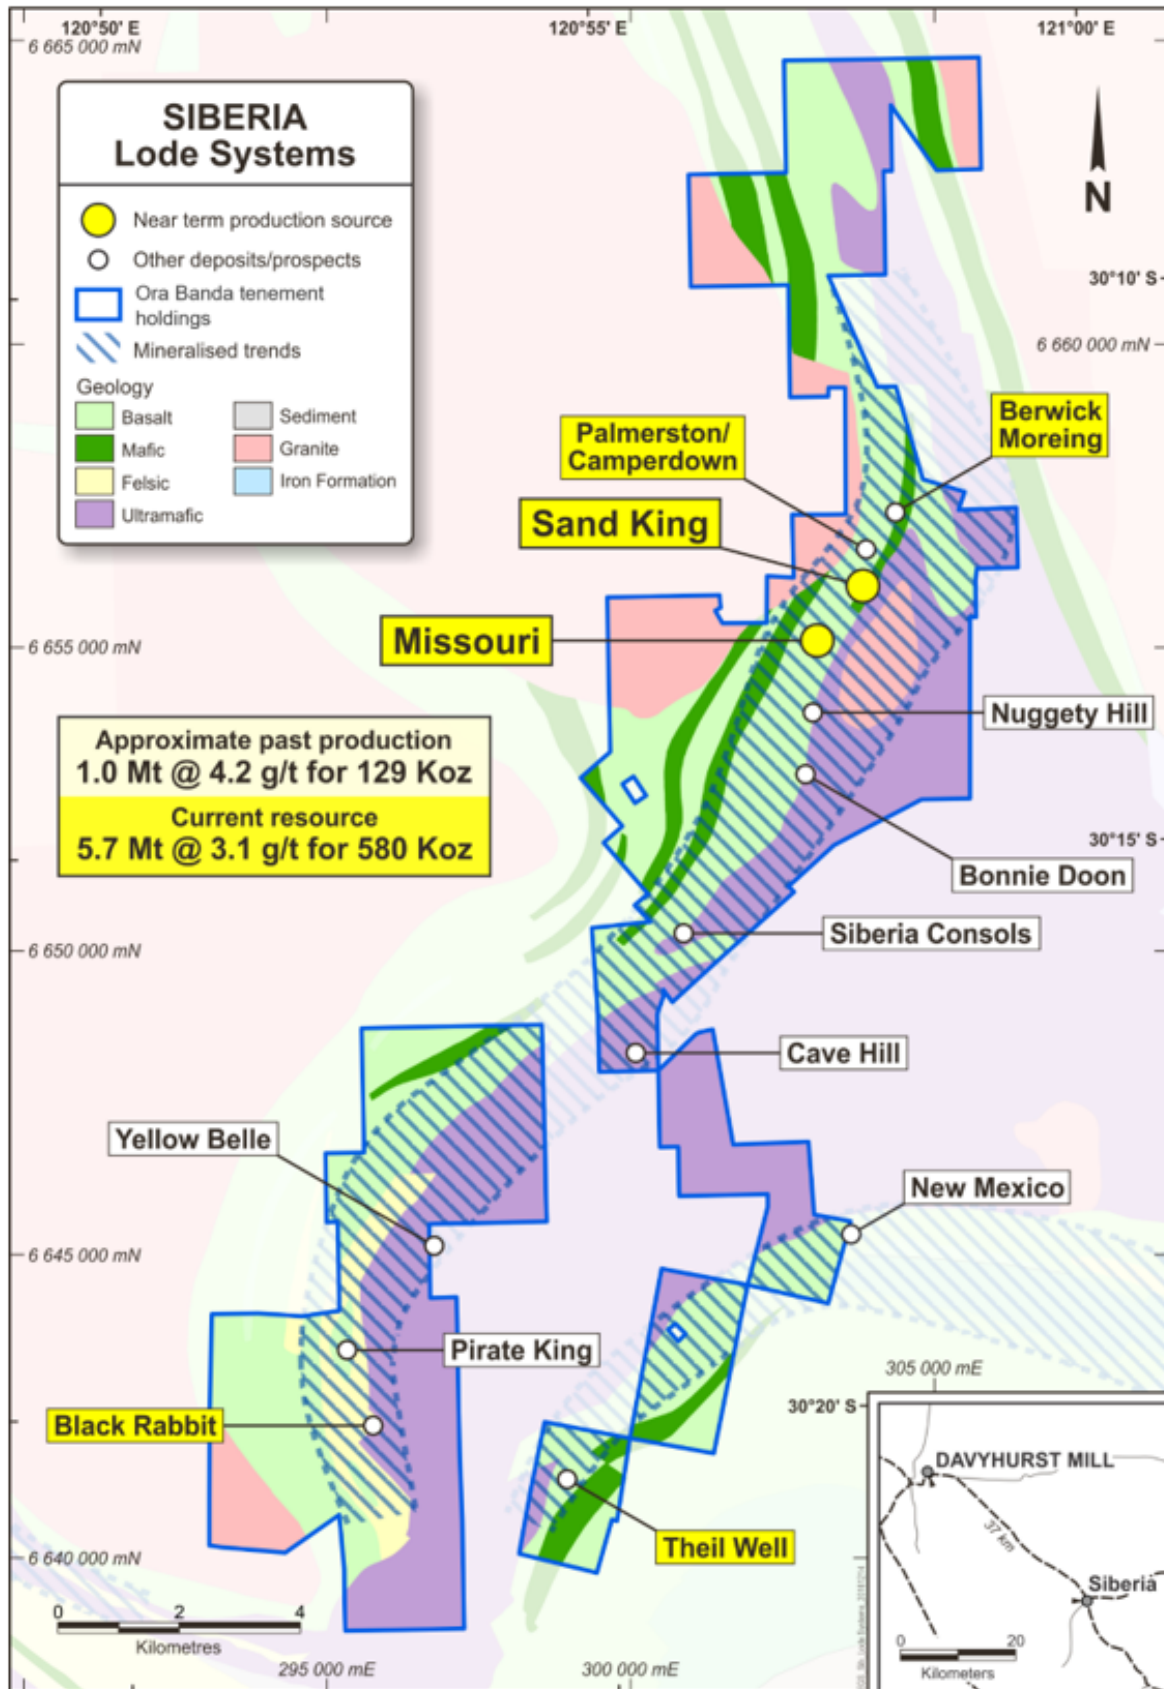 120°50' E
120°55' E
121°00' E
6 665 000 mN
SIBERIA
Lode Systems
Near term production source
Other deposits/prospects
Ora Banda tenement
holdings
Mineralised trends
Geology
Basalt
Sediment
Mafic
Granite
Felsic
Iron Formation
Ultramafic
N
30°10' S
6 660 000 mN
Palmerston/
Camperdown
Berwick
Moreing
Sand King
Missouri
6 655 000 mN
Nuggety Hill
Approximate past production
1.0 Mt @ 4.2 g/t for 129 Koz
Current resource
5.7 Mt @ 3.1 g/t for 580 Koz
30°15' S
Bonnie Doon
Siberia Consols
6 650 000 mN
Cave Hill
Yellow Belle
New Mexico
6 645 000 mN
Pirate King
305 000 mE
30°20' S
Black Rabbit
DAVYHURST MILL
37 km
Theil Well
6 640 000 mN
Siberia
0 2 4
Kilometres
0 20
Kilometers
295 000 mE
300 000 mE